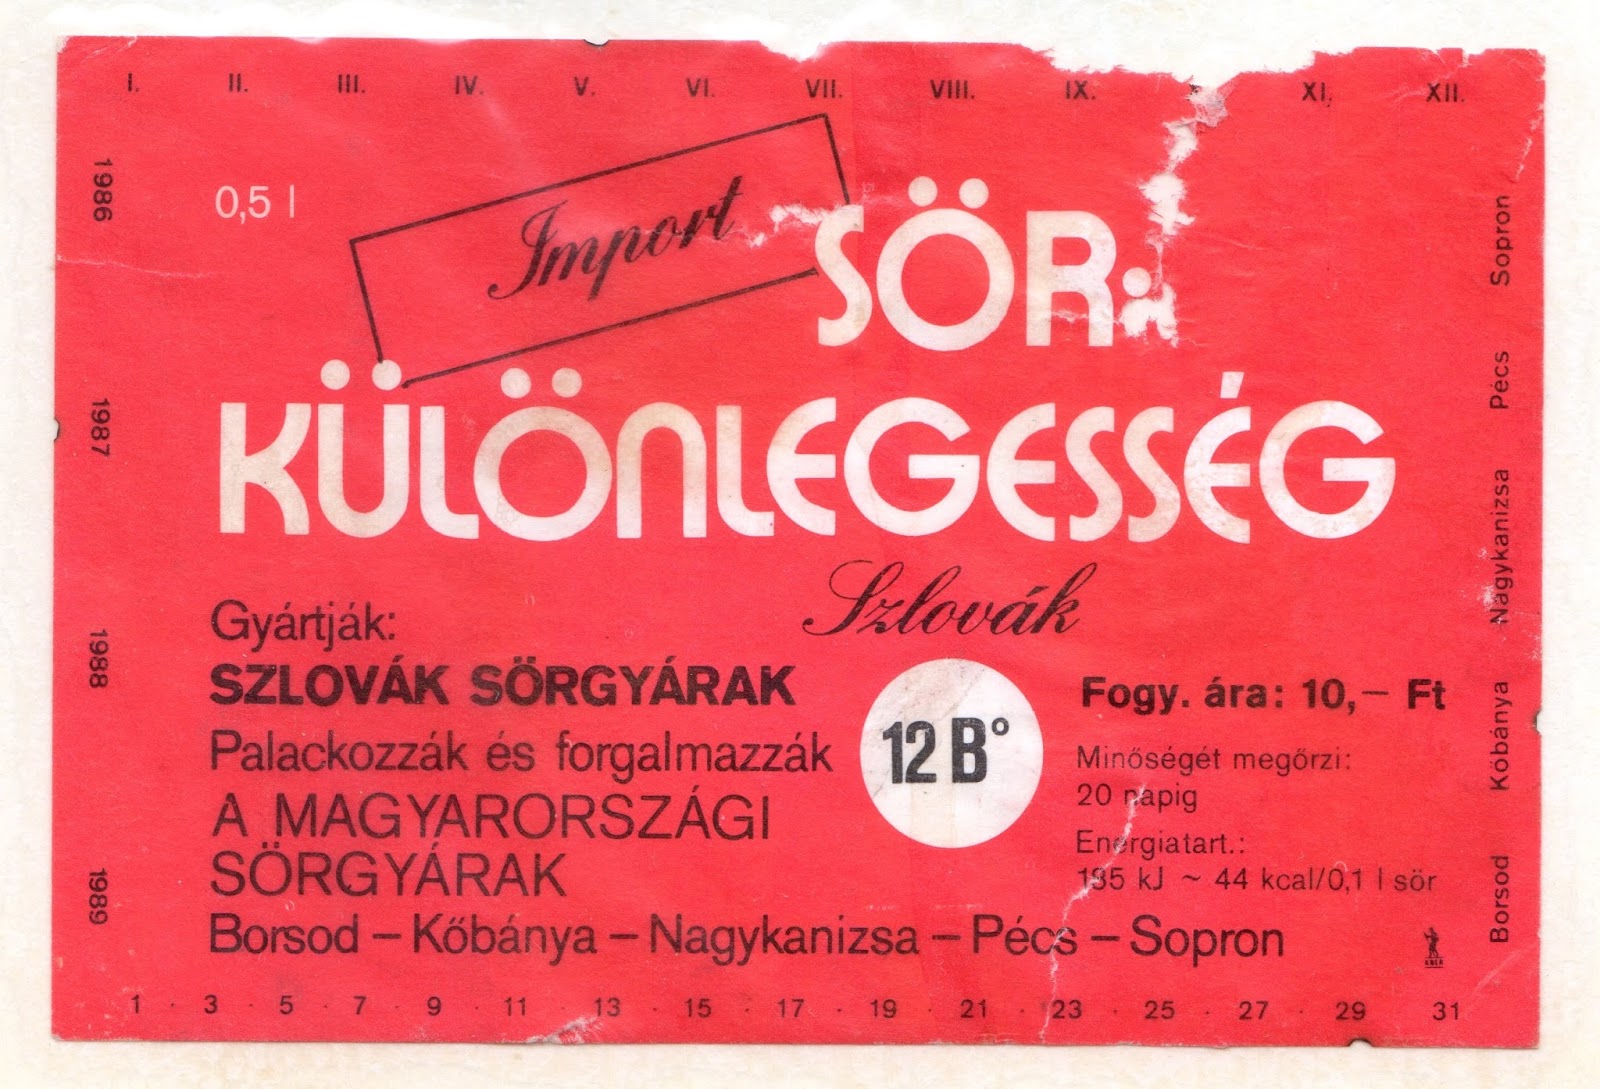 I. II. III. IV. V. VI. VII. VIII. IX. XI. XII.
1986
1987
1988
1989
0,5 l
Import
SÖR:
KÜLÖNLEGESSÉG
Szlovák
Gyártják:
SZLOVÁK SÖRGYÁRAK
Palackozzák és forgalmazzák
A MAGYARORSZÁGI
SÖRGYÁRAK
Borsod – Kőbánya – Nagykanizsa – Pécs – Sopron
12 B°
Fogy. ára: 10,– Ft
Minőségét megőrzi:
20 napig
Energiatart.:
185 kJ ~ 44 kcal/0,1 l sör
Borsod Kőbánya Nagykanizsa Pécs Sopron
1 · 3 · 5 · 7 · 9 · 11 · 13 · 15 · 17 · 19 · 21 · 23 · 25 · 27 · 29 · 31